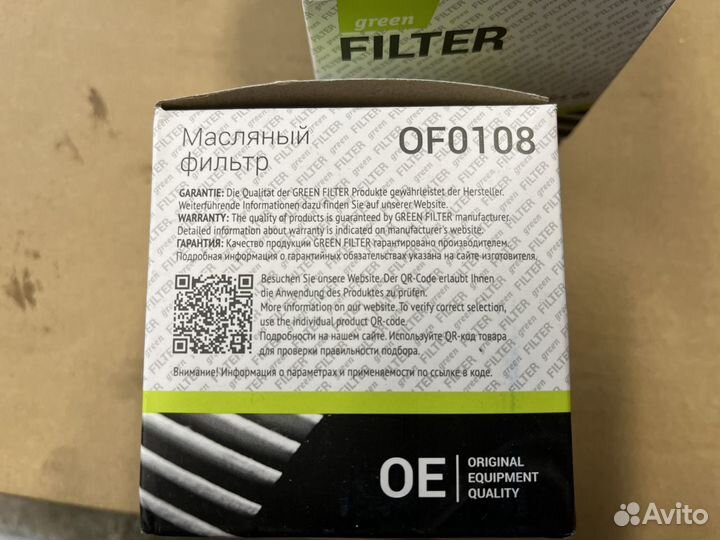 green
FILTER
Масляный
фильтр
OF0108
GARANTIE: Die Qualität der GREEN FILTER Produkte gewährleistet der Hersteller.
Weiterführende Informationen dazu finden Sie auf unserer Website.
WARRANTY: The quality of products is guaranteed by GREEN FILTER manufacturer.
Detailed information about warranty is indicated on manufacturer's website.
ГАРАНТИЯ: Качество продукции GREEN FILTER гарантировано производителем.
Подробная информация о гарантийных обязательствах указана на сайте изготовителя.
Besuchen Sie unsere Website. Der QR-Code erlaubt Ihnen
die Anwendung des Produktes zu prüfen.
More information on our website. To verify correct selection,
use the individual product QR-code.
Подробности на нашем сайте. Используйте QR-код товара
для проверки правильности подбора.
Внимание! Информация о параметрах и применяемости по ссылке в коде.
OE
ORIGINAL
EQUIPMENT
QUALITY
Avito